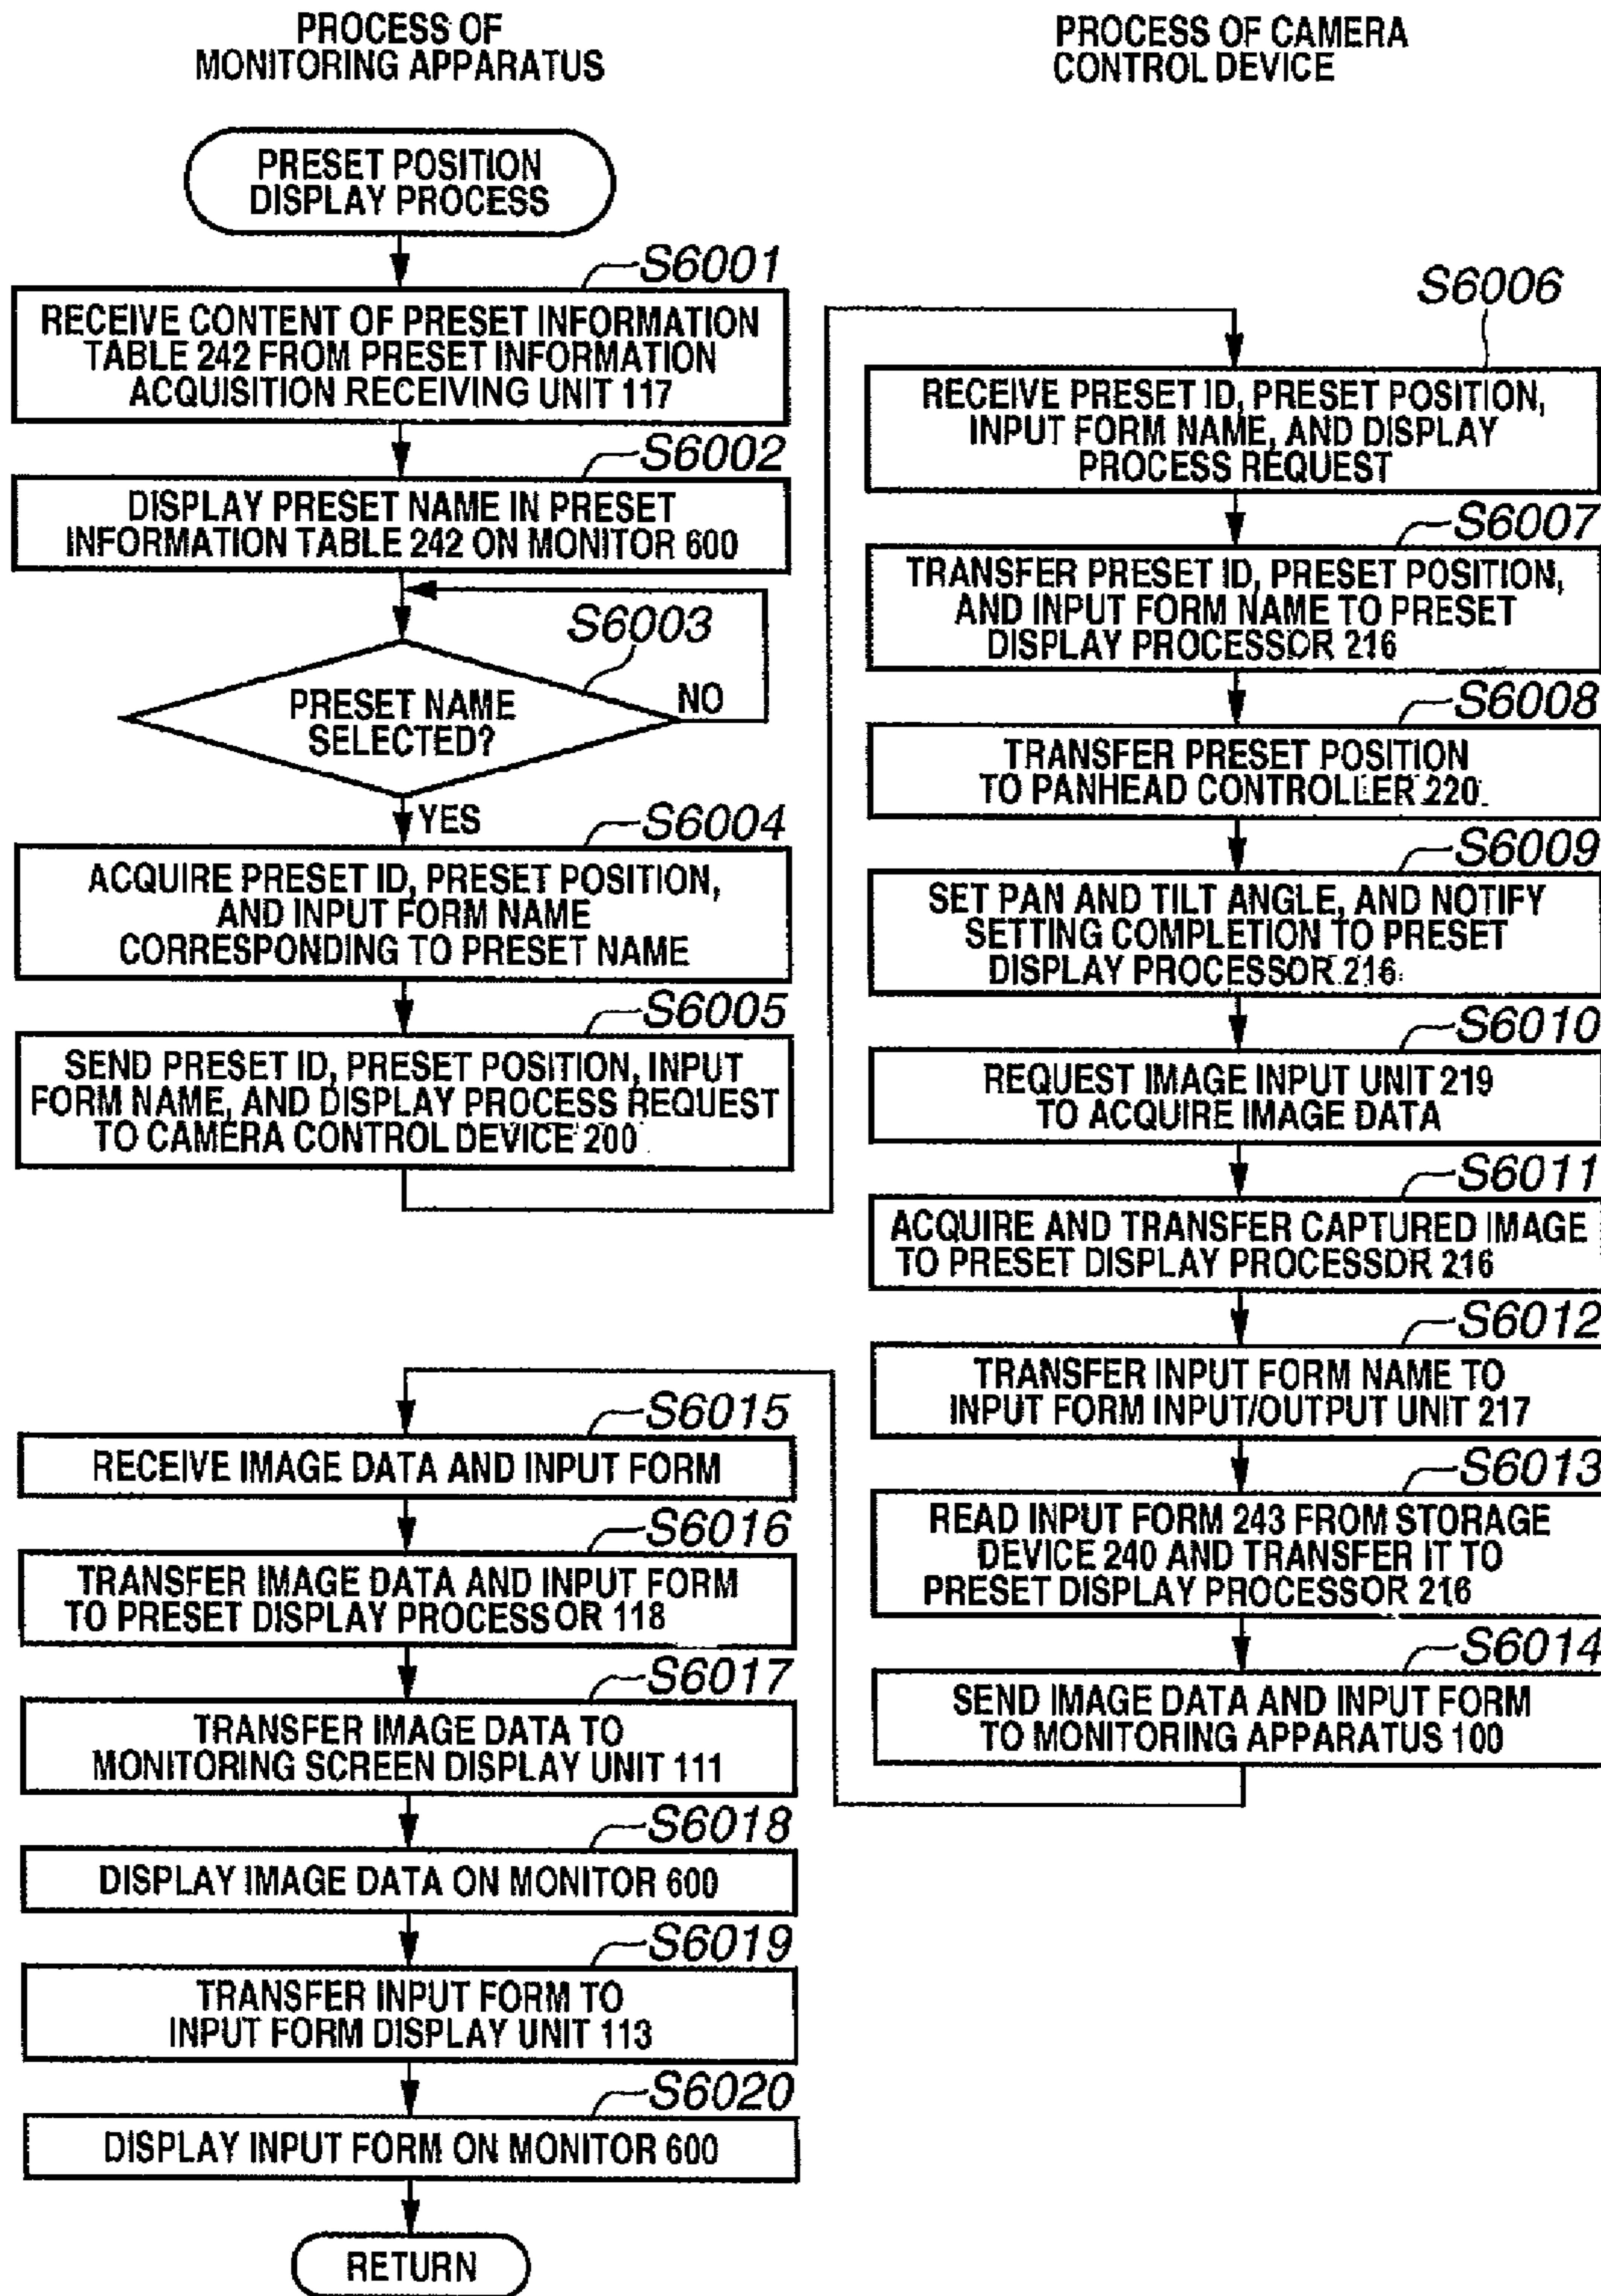 PROCESS OF
MONITORING APPARATUS
PRESET POSITION
DISPLAY PROCESS
S6001
RECEIVE CONTENT OF PRESET INFORMATION
TABLE 242 FROM PRESET INFORMATION
ACQUISITION RECEIVING UNIT 117
S6002
DISPLAY PRESET NAME IN PRESET
INFORMATION TABLE 242 ON MONITOR 600
S6003
PRESET NAME
SELECTED?
NO
YES
S6004
ACQUIRE PRESET ID, PRESET POSITION,
AND INPUT FORM NAME
CORRESPONDING TO PRESET NAME
S6005
SEND PRESET ID, PRESET POSITION, INPUT
FORM NAME, AND DISPLAY PROCESS REQUEST
TO CAMERA CONTROL DEVICE 200
PROCESS OF CAMERA
CONTROL DEVICE
S6006
RECEIVE PRESET ID, PRESET POSITION,
INPUT FORM NAME, AND DISPLAY
PROCESS REQUEST
S6007
TRANSFER PRESET ID, PRESET POSITION,
AND INPUT FORM NAME TO PRESET
DISPLAY PROCESSOR 216
S6008
TRANSFER PRESET POSITION
TO PANHEAD CONTROLLER 220
S6009
SET PAN AND TILT ANGLE, AND NOTIFY
SETTING COMPLETION TO PRESET
DISPLAY PROCESSOR 216
S6010
REQUEST IMAGE INPUT UNIT 219
TO ACQUIRE IMAGE DATA
S6011
ACQUIRE AND TRANSFER CAPTURED IMAGE
TO PRESET DISPLAY PROCESSOR 216
S6012
TRANSFER INPUT FORM NAME TO
INPUT FORM INPUT/OUTPUT UNIT 217
S6013
READ INPUT FORM 243 FROM STORAGE
DEVICE 240 AND TRANSFER IT TO
PRESET DISPLAY PROCESSOR 216
S6014
SEND IMAGE DATA AND INPUT FORM
TO MONITORING APPARATUS 100
S6015
RECEIVE IMAGE DATA AND INPUT FORM
S6016
TRANSFER IMAGE DATA AND INPUT FORM
TO PRESET DISPLAY PROCESSOR 118
S6017
TRANSFER IMAGE DATA TO
MONITORING SCREEN DISPLAY UNIT 111
S6018
DISPLAY IMAGE DATA ON MONITOR 600
S6019
TRANSFER INPUT FORM TO
INPUT FORM DISPLAY UNIT 113
S6020
DISPLAY INPUT FORM ON MONITOR 600
RETURN